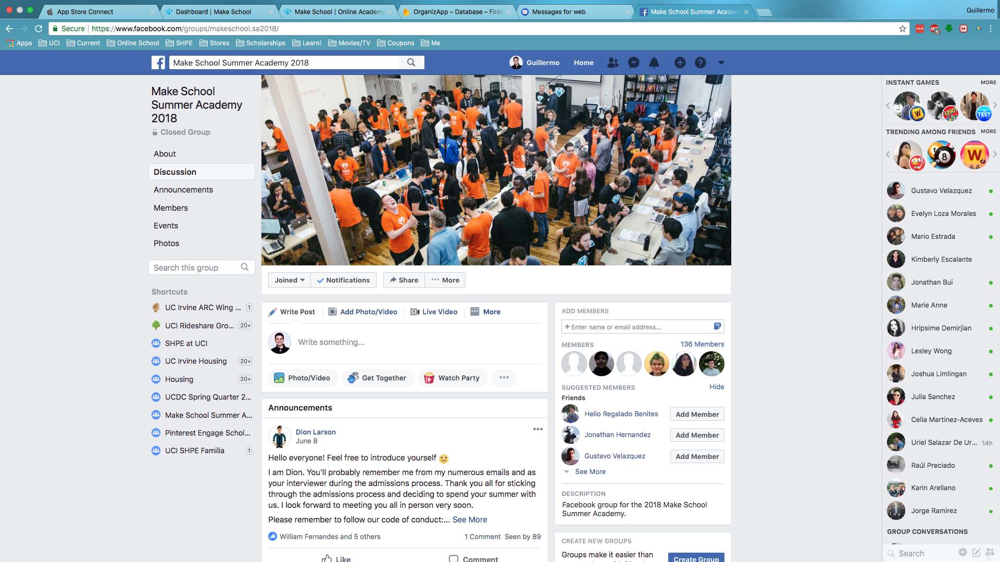 App Store Connect
Dashboard | Make School
Make School | Online Academy
OrganizApp – Database – Fireb
Messages for web
Make School Summer Academ
Guillermo
Secure https://www.facebook.com/groups/makeschool.sa2018/
Apps UCI Current Online School SHPE Stores Scholarships Learn! Movies/TV Coupons Me
Make School Summer Academy 2018
Guillermo Home
Make School
Summer Academy
2018
Closed Group
About
Discussion
Announcements
Members
Events
Photos
Search this group
Shortcuts
UC Irvine ARC Wing ... 1
UCI Rideshare Gro... 20+
SHPE at UCI
UC Irvine Housing 20+
Housing 20+
UCDC Spring Quarter 2...
Make School Summer A...
Pinterest Engage Schol...
UCI SHPE Familia 1
Joined Notifications Share More
Write Post Add Photo/Video Live Video More
Write something...
Photo/Video Get Together Watch Party
Announcements
Dion Larson
June 8
Hello everyone! Feel free to introduce yourself
I am Dion. You'll probably remember me from my numerous emails and as
your interviewer during the admissions process. Thank you all for sticking
through the admissions process and deciding to spend your summer with
us. I look forward to meeting you all in person very soon.
Please remember to follow our code of conduct:... See More
William Fernandes and 5 others 1 Comment Seen by 89
Like Comment
ADD MEMBERS
+ Enter name or email address...
MEMBERS 136 Members
SUGGESTED MEMBERS Hide
Friends
Helio Regalado Benites Add Member
Jonathan Hernandez Add Member
Gustavo Velazquez Add Member
See More
DESCRIPTION
Facebook group for the 2018 Make School
Summer Academy.
CREATE NEW GROUPS
Groups make it easier than
Create Group
INSTANT GAMES MORE
W UNO TEST
TRENDING AMONG FRIENDS MORE
8 W
Gustavo Velazquez
Evelyn Loza Morales
Mario Estrada
Kimberly Escalante
Jonathan Bui
Marie Anne
Hripsime Demirjian
Lesley Wong
Joshua Limlingan
Julia Sanchez
Celia Martinez-Aceves
Uriel Salazar De Ur... 14h
Raúl Preciado
Karin Arellano
Jorge Ramirez
GROUP CONVERSATIONS
Search